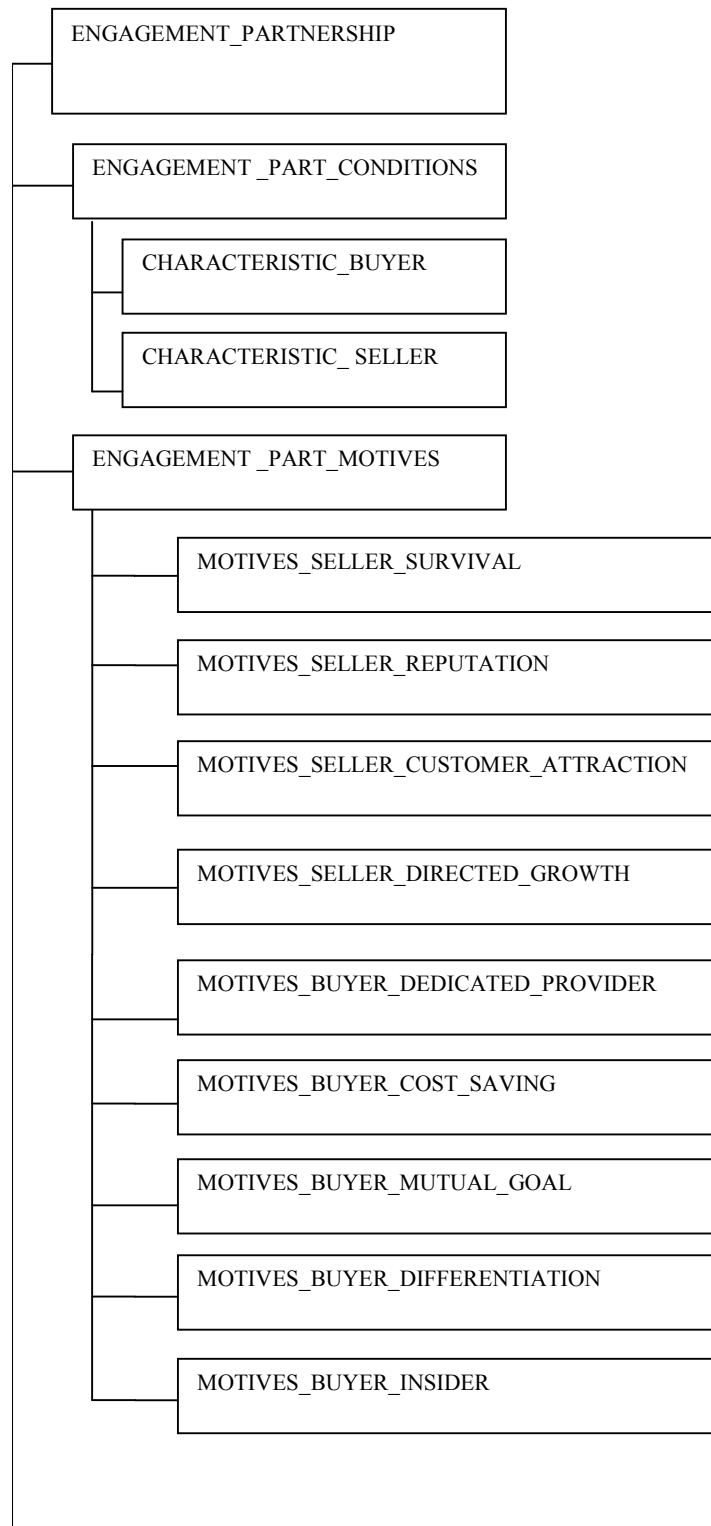 ENGAGEMENT_PARTNERSHIP
ENGAGEMENT _PART_CONDITIONS
CHARACTERISTIC_BUYER
CHARACTERISTIC_ SELLER
ENGAGEMENT _PART_MOTIVES
MOTIVES_SELLER_SURVIVAL
MOTIVES_SELLER_REPUTATION
MOTIVES_SELLER_CUSTOMER_ATTRACTION
MOTIVES_SELLER_DIRECTED_GROWTH
MOTIVES_BUYER_DEDICATED_PROVIDER
MOTIVES_BUYER_COST_SAVING
MOTIVES_BUYER_MUTUAL_GOAL
MOTIVES_BUYER_DIFFERENTIATION
MOTIVES_BUYER_INSIDER